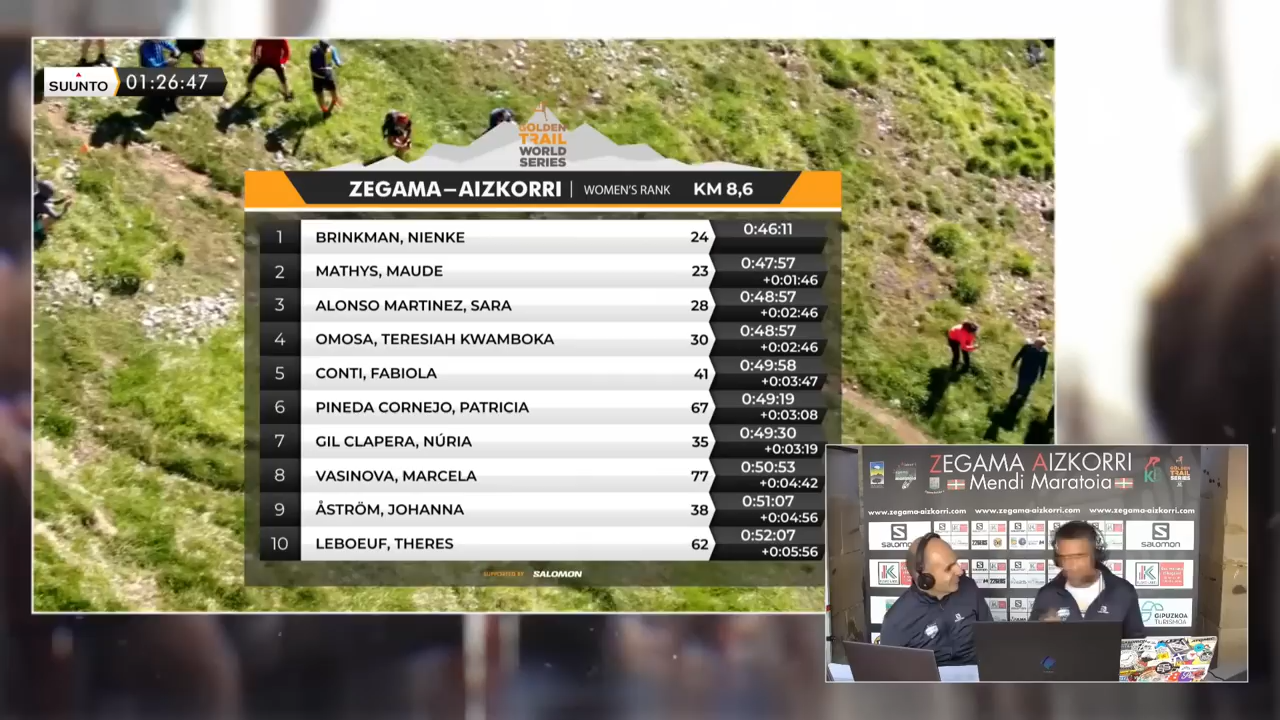 SUUNTO 01:26:47
GOLDEN
TRAIL
WORLD
SERIES
ZEGAMA–AIZKORRI | WOMEN'S RANK KM 8,6
1 BRINKMAN, NIENKE 24 0:46:11
2 MATHYS, MAUDE 23 0:47:57
+0:01:46
3 ALONSO MARTINEZ, SARA 28 0:48:57
+0:02:46
4 OMOSA, TERESIAH KWAMBOKA 30 0:48:57
+0:02:46
5 CONTI, FABIOLA 41 0:49:58
+0:03:47
6 PINEDA CORNEJO, PATRICIA 67 0:49:19
+0:03:08
7 GIL CLAPERA, NÚRIA 35 0:49:30
+0:03:19
8 VASINOVA, MARCELA 77 0:50:53
+0:04:42
9 ÅSTRÖM, JOHANNA 38 0:51:07
+0:04:56
10 LEBOEUF, THERES 62 0:52:07
+0:05:56
SUPPORTED BY SALOMON
ZEGAMA AIZKORRI
Mendi Maratoia
www.zegama-aizkorri.com www.zegama-aizkorri.com www.zegama-aizkorri.com
SALOMON
SALOMON
GIPUZKOA
TURISMOA